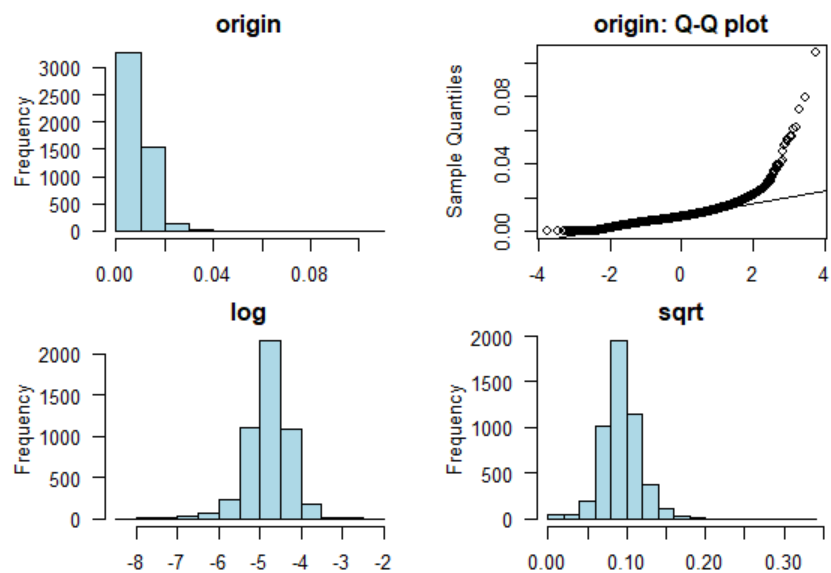 origin
Frequency
3000
2500
2000
1500
1000
500
0
0.00 0.04 0.08
origin: Q-Q plot
Sample Quantiles
0.08
0.04
0.00
-4 -2 0 2 4
log
Frequency
2000
1500
1000
500
0
-8 -7 -6 -5 -4 -3 -2
sqrt
Frequency
2000
1500
1000
500
0
0.00 0.10 0.20 0.30